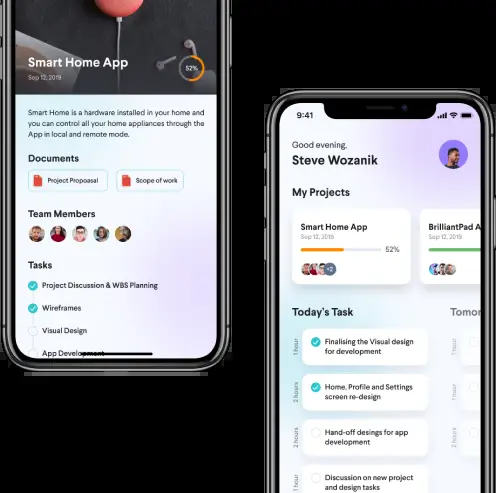 Smart Home App
Sep 12, 2019
52%
Smart Home is a hardware installed in your home and
you can control all your home appliances through the
App in local and remote mode.
Documents
Project Propoasal
Scope of work
Team Members
Tasks
Project Discussion & WBS Planning
Wireframes
Visual Design
App Development
9:41
Good evening,
Steve Wozanik
My Projects
Smart Home App
Sep 12, 2019
52%
+2
BrilliantPad A
Sep 12, 2019
Today's Task
Tomor
1 hour
Finalising the Visual design
for development
1 hour
2 hours
Home, Profile and Settings
screen re-design
1 hour
2 hours
Hand-off desings for app
development
2 hours
1 hour
Discussion on new project
and design tasks